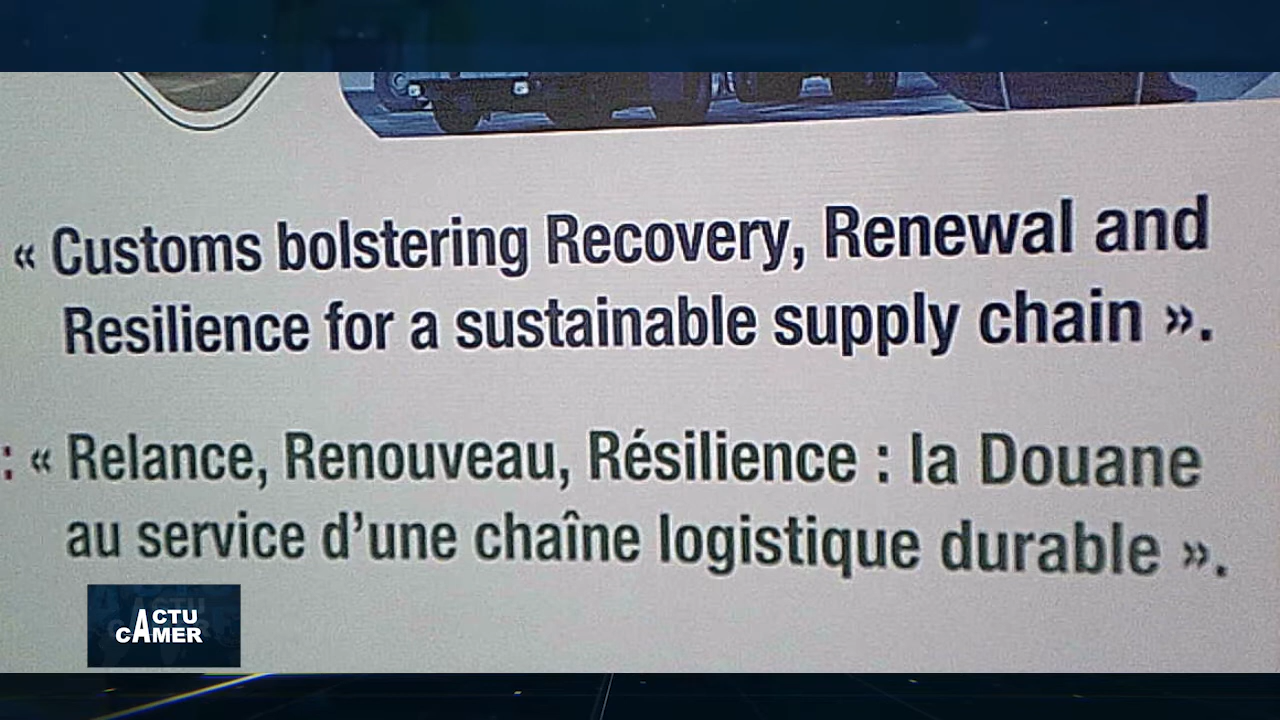 « Customs bolstering Recovery, Renewal and
Resilience for a sustainable supply chain ».
: « Relance, Renouveau, Résilience : la Douane
au service d’une chaîne logistique durable ».
ACTU
CAMER